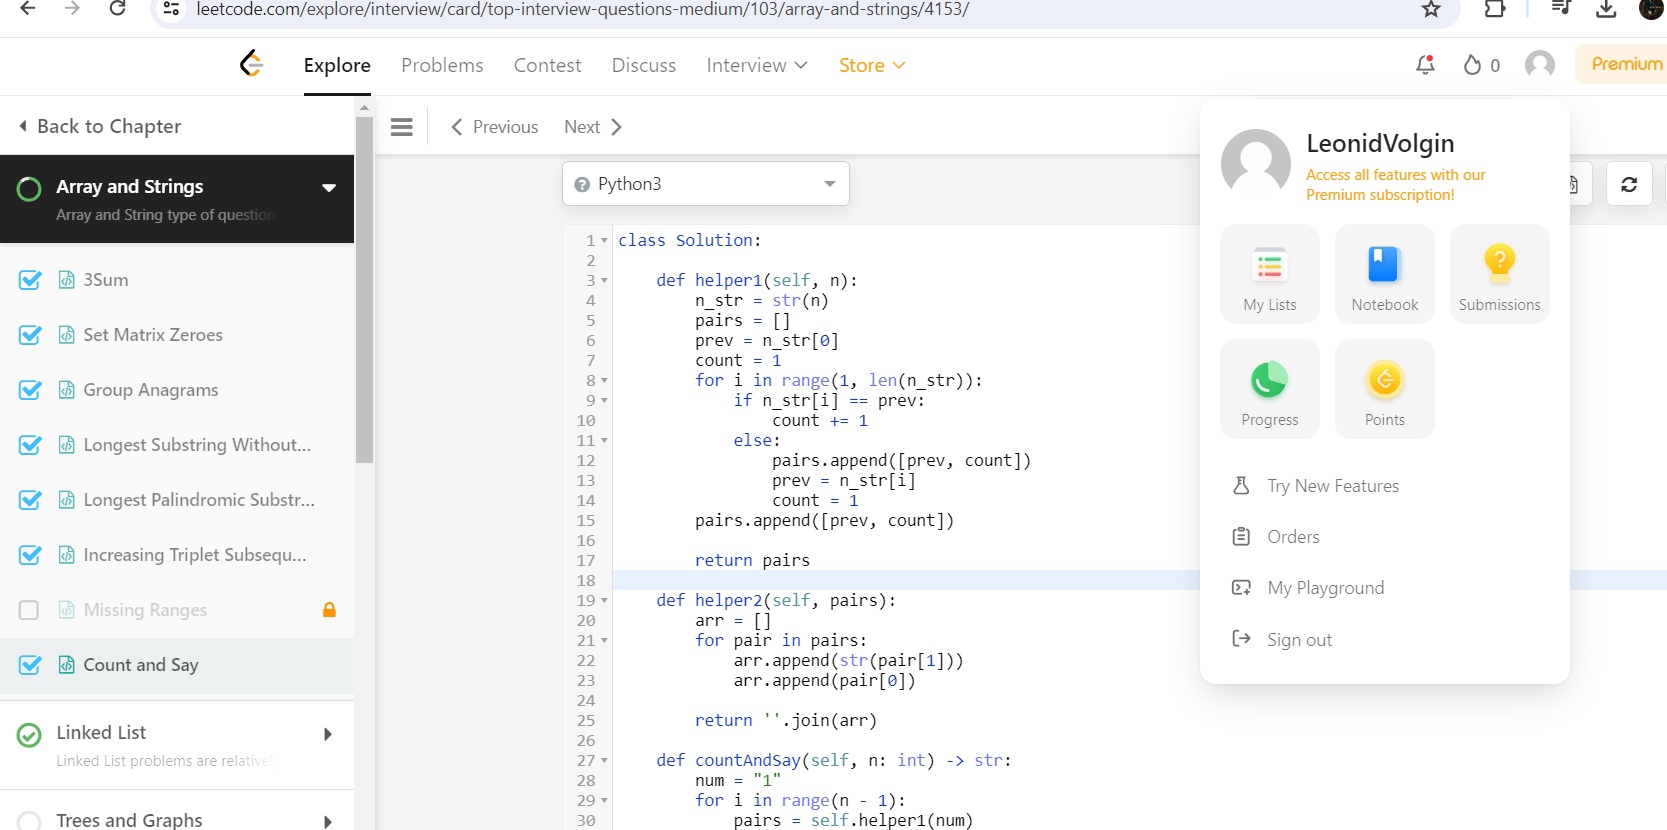 leetcode.com/explore/interview/card/top-interview-questions-medium/103/array-and-strings/4153/
Explore Problems Contest Discuss Interview Store 0 Premium
Back to Chapter
Previous Next
Array and Strings
Array and String type of question
3Sum
Set Matrix Zeroes
Group Anagrams
Longest Substring Without...
Longest Palindromic Substr...
Increasing Triplet Subsequ...
Missing Ranges
Count and Say
Linked List
Linked List problems are relative
Trees and Graphs
Python3
1 class Solution:
2
3     def helper1(self, n):
4         n_str = str(n)
5         pairs = []
6         prev = n_str[0]
7         count = 1
8         for i in range(1, len(n_str)):
9             if n_str[i] == prev:
10                 count += 1
11             else:
12                 pairs.append([prev, count])
13                 prev = n_str[i]
14                 count = 1
15         pairs.append([prev, count])
16
17         return pairs
18
19     def helper2(self, pairs):
20         arr = []
21         for pair in pairs:
22             arr.append(str(pair[1]))
23             arr.append(pair[0])
24
25         return ''.join(arr)
26
27     def countAndSay(self, n: int) -> str:
28         num = "1"
29         for i in range(n - 1):
30             pairs = self.helper1(num)
LeonidVolgin
Access all features with our
Premium subscription!
My Lists Notebook Submissions
Progress Points
Try New Features
Orders
My Playground
Sign out